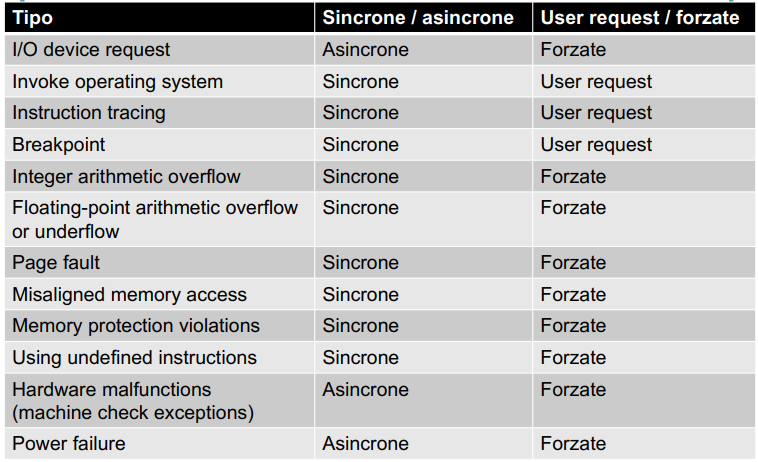 Tipo Sincrone / asincrone User request / forzate
I/O device request Asincrone Forzate
Invoke operating system Sincrone User request
Instruction tracing Sincrone User request
Breakpoint Sincrone User request
Integer arithmetic overflow Sincrone Forzate
Floating-point arithmetic overflow Sincrone Forzate
or underflow
Page fault Sincrone Forzate
Misaligned memory access Sincrone Forzate
Memory protection violations Sincrone Forzate
Using undefined instructions Sincrone Forzate
Hardware malfunctions Asincrone Forzate
(machine check exceptions)
Power failure Asincrone Forzate